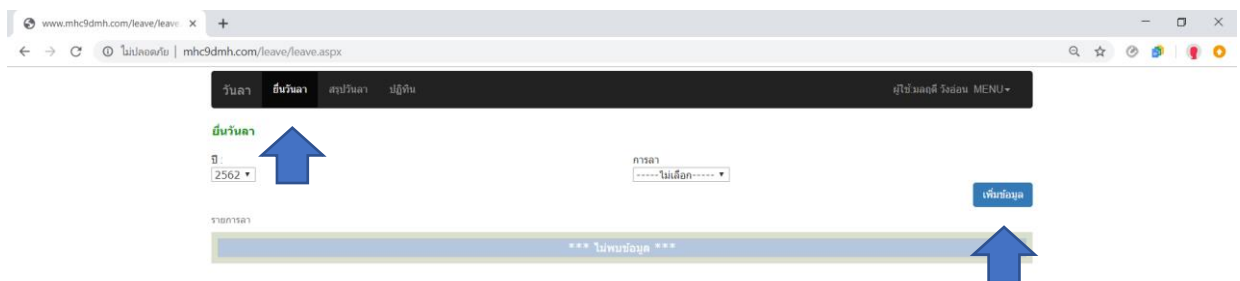 www.mhc9dmh.com/leave/leave
ไม่ปลอดภัย | mhc9dmh.com/leave/leave.aspx
วันลา ยื่นวันลา สรุปวันลา ปฏิทิน ผู้ใช้:มลฤดี วังอ่อน MENU
ยื่นวันลา
ปี : การลา
2562 -----ไม่เลือก-----
เพิ่มข้อมูล
รายการลา
*** ไม่พบข้อมูล ***